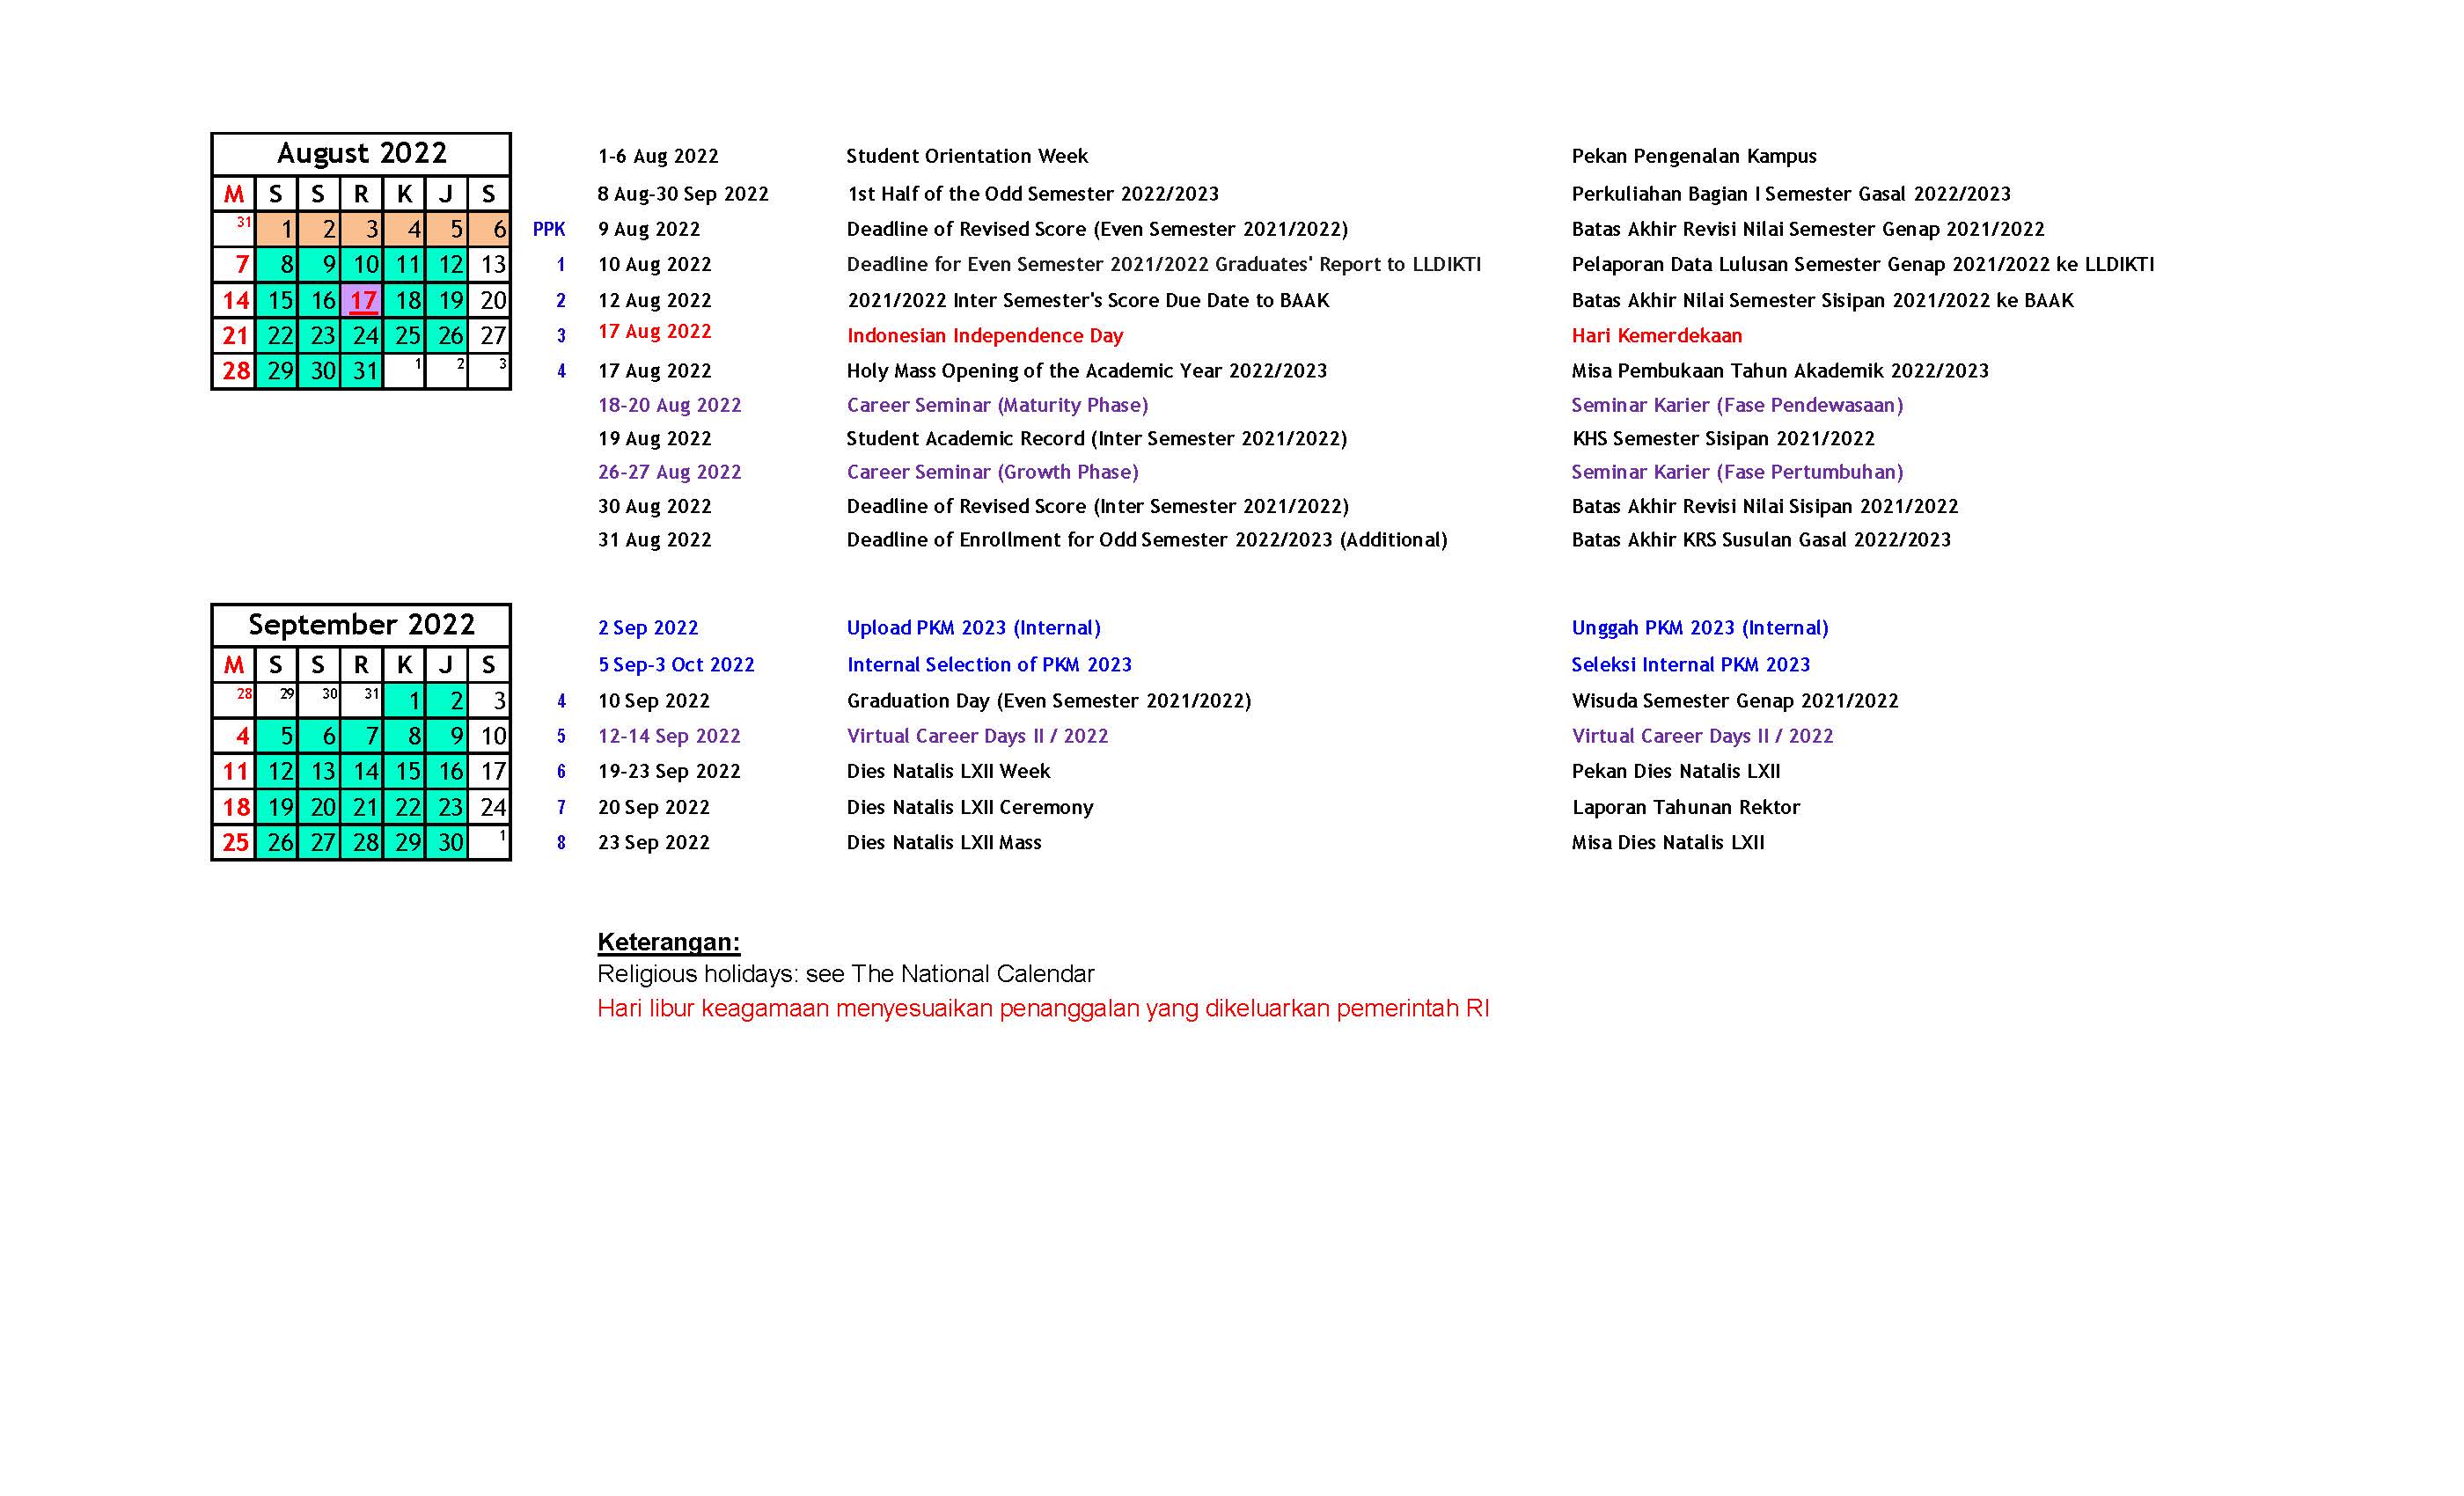 August 2022
M S S R K J S
31 1 2 3 4 5 6 PPK
7 8 9 10 11 12 13 1
14 15 16 17 18 19 20 2
21 22 23 24 25 26 27 3
28 29 30 31 1 2 3 4
1-6 Aug 2022 Student Orientation Week Pekan Pengenalan Kampus
8 Aug-30 Sep 2022 1st Half of the Odd Semester 2022/2023 Perkuliahan Bagian I Semester Gasal 2022/2023
9 Aug 2022 Deadline of Revised Score (Even Semester 2021/2022) Batas Akhir Revisi Nilai Semester Genap 2021/2022
10 Aug 2022 Deadline for Even Semester 2021/2022 Graduates' Report to LLDIKTI Pelaporan Data Lulusan Semester Genap 2021/2022 ke LLDIKTI
12 Aug 2022 2021/2022 Inter Semester's Score Due Date to BAAK Batas Akhir Nilai Semester Sisipan 2021/2022 ke BAAK
17 Aug 2022 Indonesian Independence Day Hari Kemerdekaan
17 Aug 2022 Holy Mass Opening of the Academic Year 2022/2023 Misa Pembukaan Tahun Akademik 2022/2023
18-20 Aug 2022 Career Seminar (Maturity Phase) Seminar Karier (Fase Pendewasaan)
19 Aug 2022 Student Academic Record (Inter Semester 2021/2022) KHS Semester Sisipan 2021/2022
26-27 Aug 2022 Career Seminar (Growth Phase) Seminar Karier (Fase Pertumbuhan)
30 Aug 2022 Deadline of Revised Score (Inter Semester 2021/2022) Batas Akhir Revisi Nilai Sisipan 2021/2022
31 Aug 2022 Deadline of Enrollment for Odd Semester 2022/2023 (Additional) Batas Akhir KRS Susulan Gasal 2022/2023
September 2022
M S S R K J S
28 29 30 31 1 2 3 4
4 5 6 7 8 9 10 5
11 12 13 14 15 16 17 6
18 19 20 21 22 23 24 7
25 26 27 28 29 30 1 8
2 Sep 2022 Upload PKM 2023 (Internal) Unggah PKM 2023 (Internal)
5 Sep-3 Oct 2022 Internal Selection of PKM 2023 Seleksi Internal PKM 2023
10 Sep 2022 Graduation Day (Even Semester 2021/2022) Wisuda Semester Genap 2021/2022
12-14 Sep 2022 Virtual Career Days II / 2022 Virtual Career Days II / 2022
19-23 Sep 2022 Dies Natalis LXII Week Pekan Dies Natalis LXII
20 Sep 2022 Dies Natalis LXII Ceremony Laporan Tahunan Rektor
23 Sep 2022 Dies Natalis LXII Mass Misa Dies Natalis LXII
Keterangan:
Religious holidays: see The National Calendar
Hari libur keagamaan menyesuaikan penanggalan yang dikeluarkan pemerintah RI